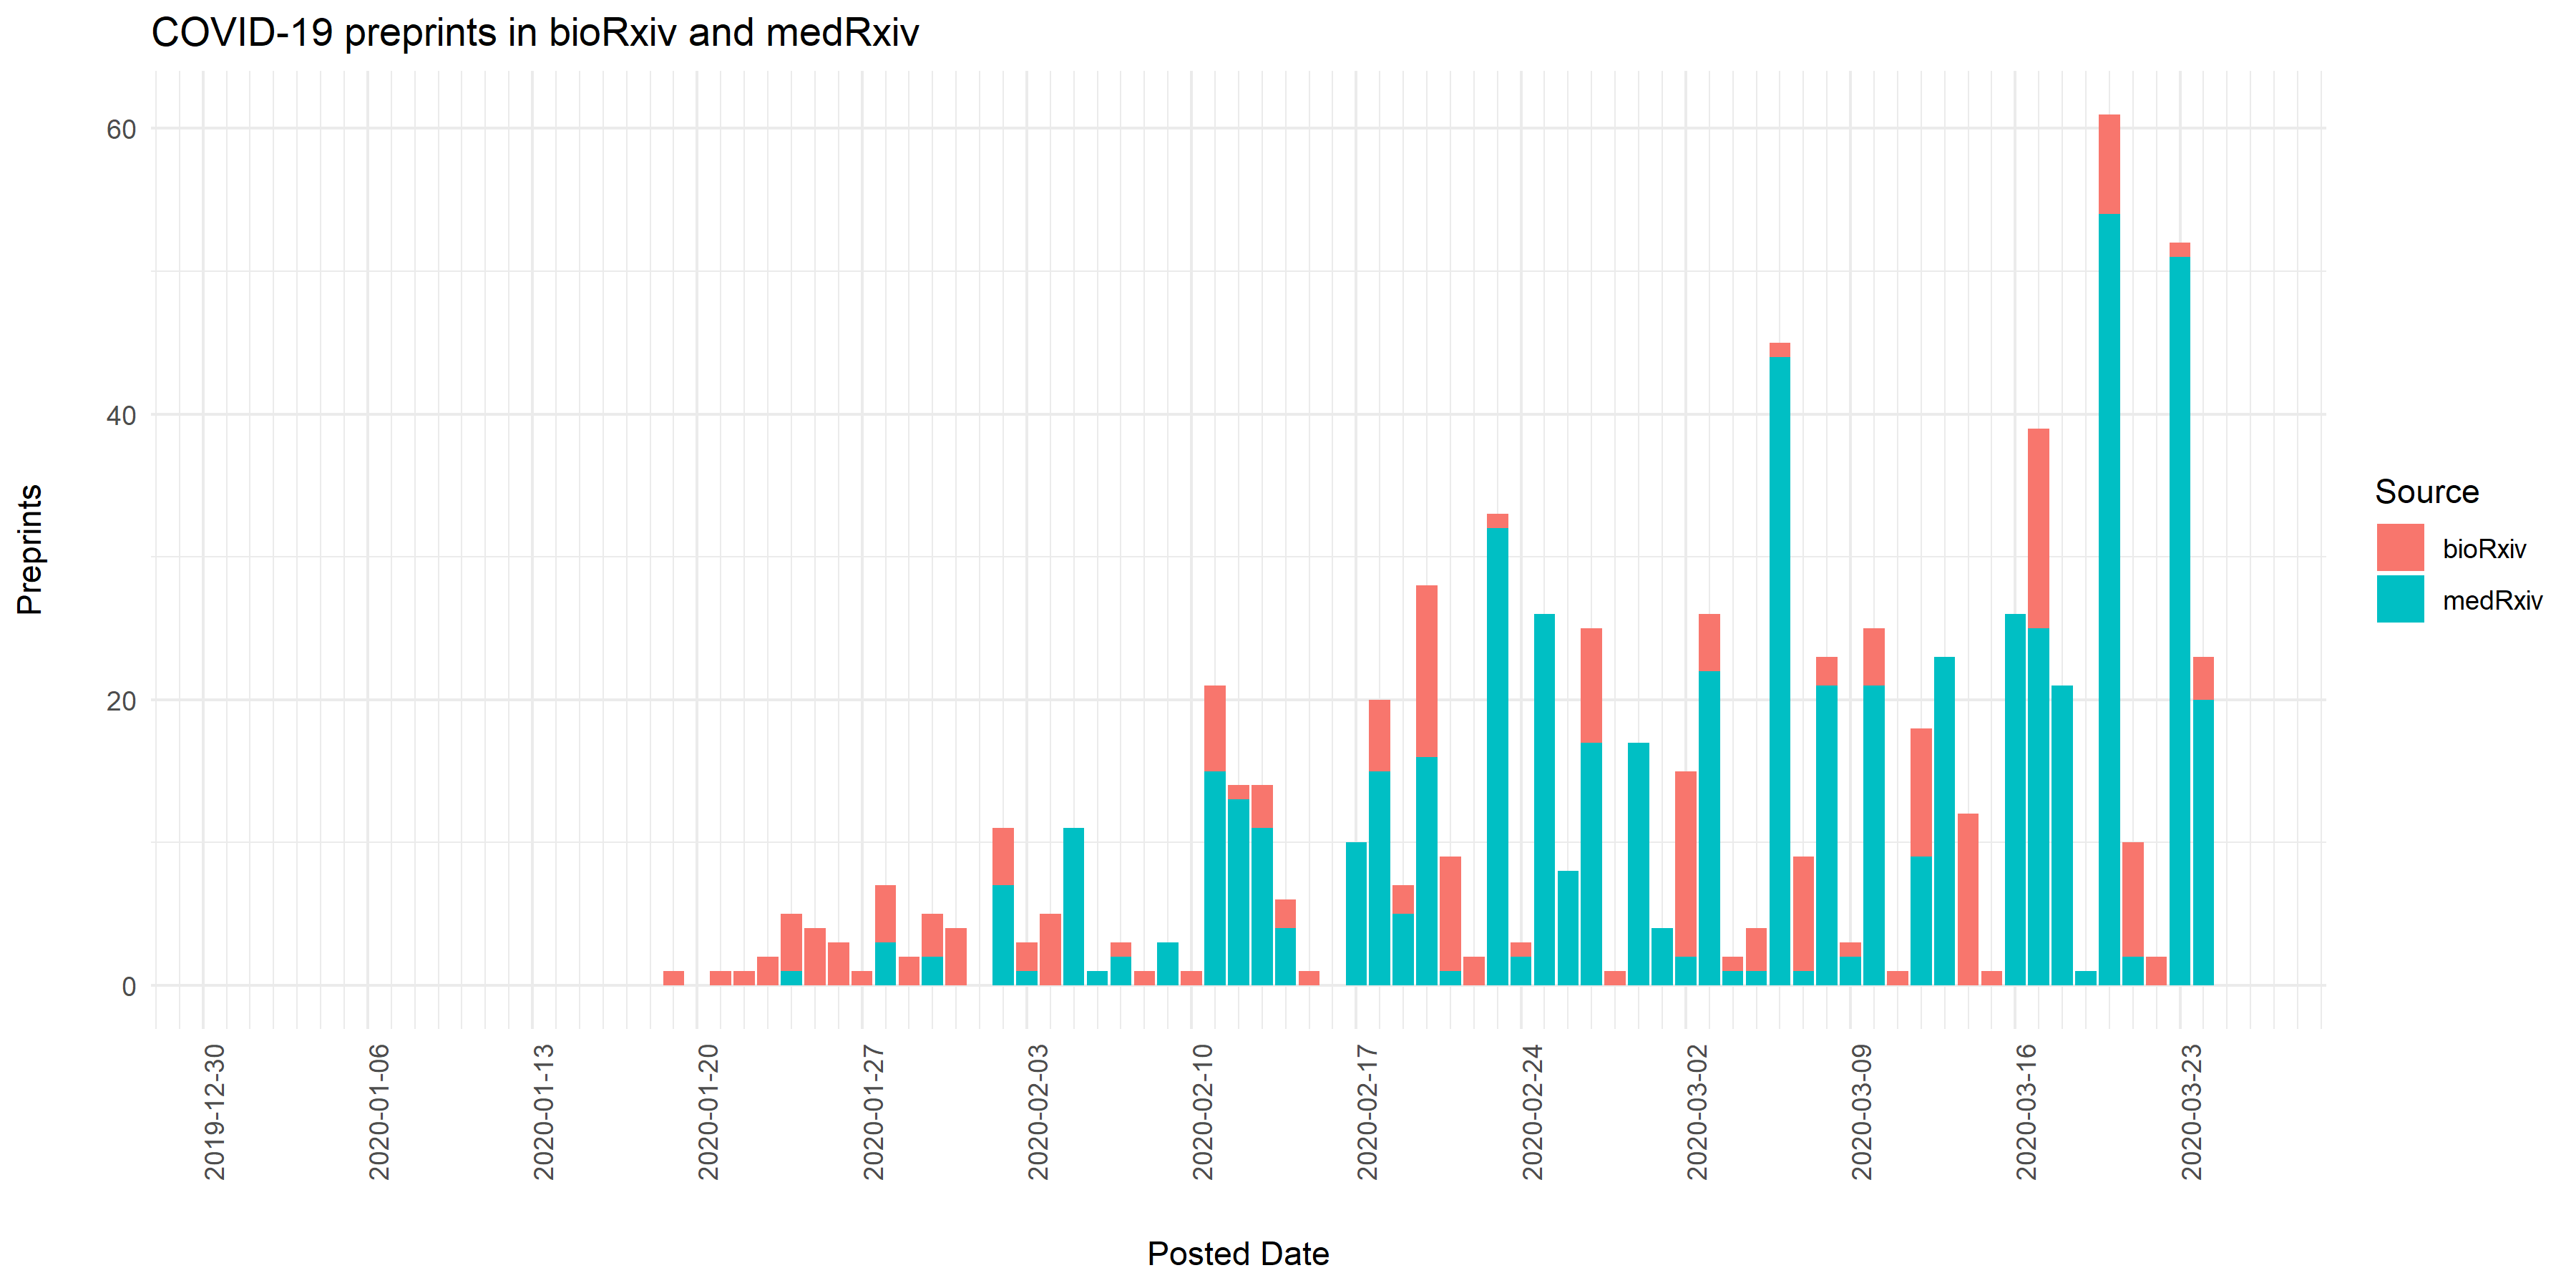 COVID-19 preprints in bioRxiv and medRxiv
Preprints
60
40
20
0
2019-12-30
2020-01-06
2020-01-13
2020-01-20
2020-01-27
2020-02-03
2020-02-10
2020-02-17
2020-02-24
2020-03-02
2020-03-09
2020-03-16
2020-03-23
Posted Date
Source
bioRxiv
medRxiv